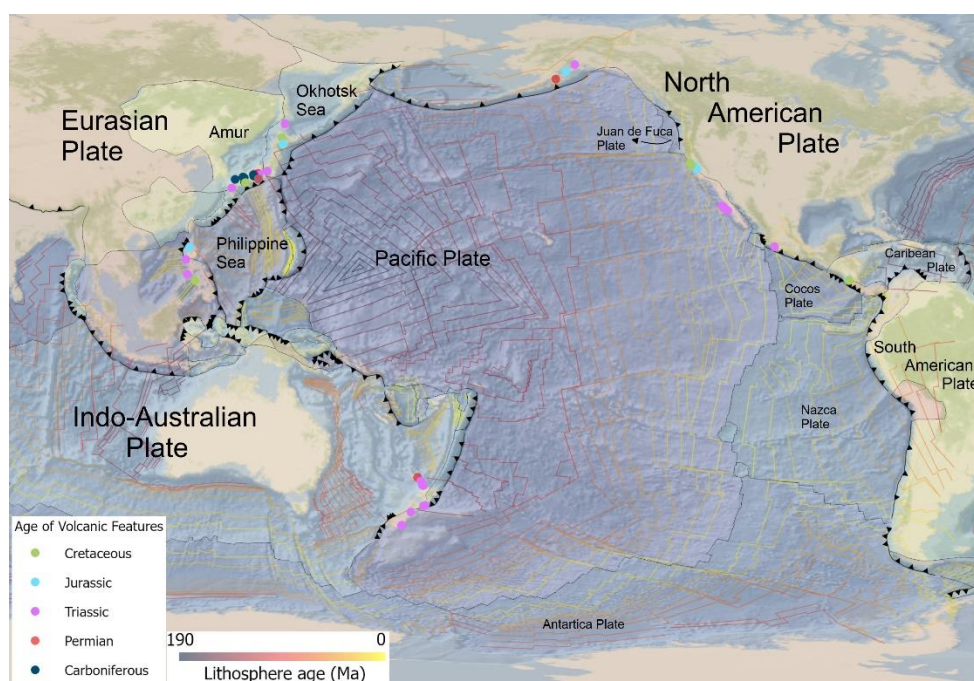 North
American
Plate
Okhotsk
Sea
Eurasian
Plate
Amur
Juan de Fuca
Plate
Philippine
Sea
Pacific Plate
Caribean
Plate
Cocos
Plate
South
American
Plate
Indo-Australian
Plate
Nazca
Plate
Age of Volcanic Features
Cretaceous
Jurassic
Triassic
Permian
Carboniferous
190
0
Lithosphere age (Ma)
Antartica Plate